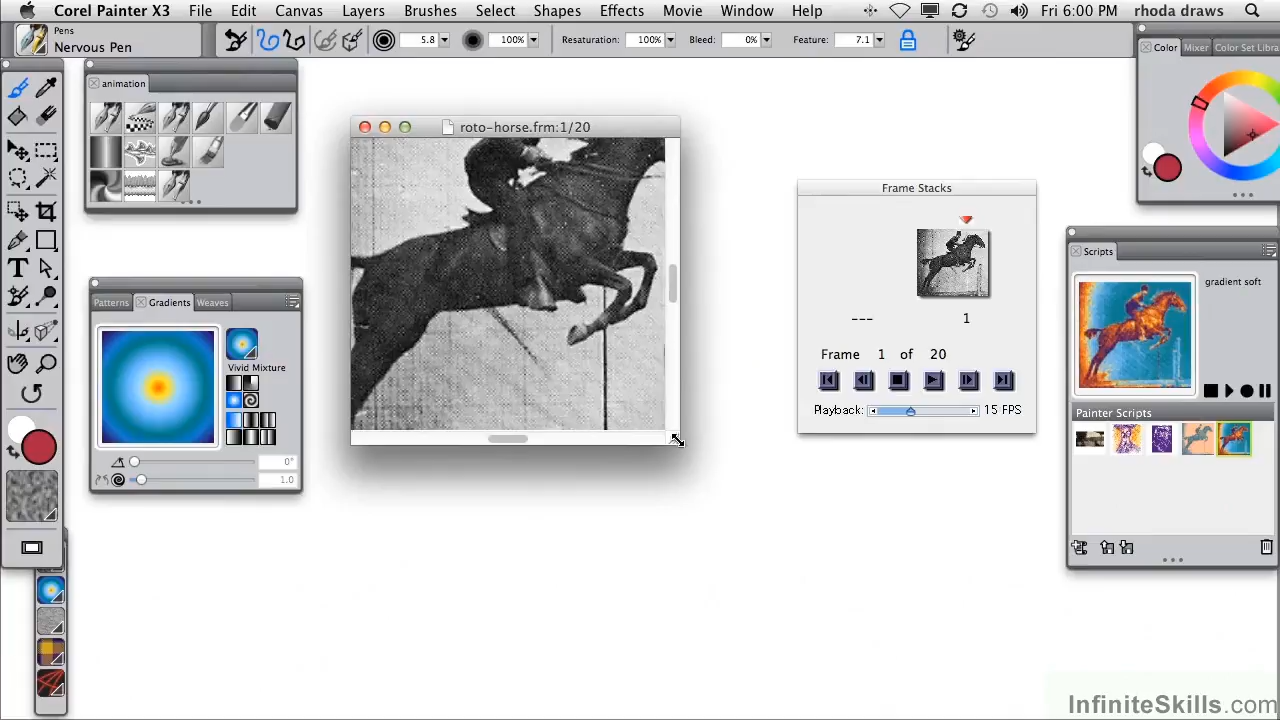 Corel Painter X3 File Edit Canvas Layers Brushes Select Shapes Effects Movie Window Help Fri 6:00 PM rhoda draws
Pens
Nervous Pen
5.8 100% Resaturation: 100% Bleed: 0% Feature: 7.1
Color Mixer Color Set Libra
animation
roto-horse.frm:1/20
Frame Stacks
--- 1
Frame 1 of 20
Playback: 15 FPS
Scripts
gradient soft
Painter Scripts
Patterns Gradients Weaves
Vivid Mixture
0°
1.0
InfiniteSkills.com